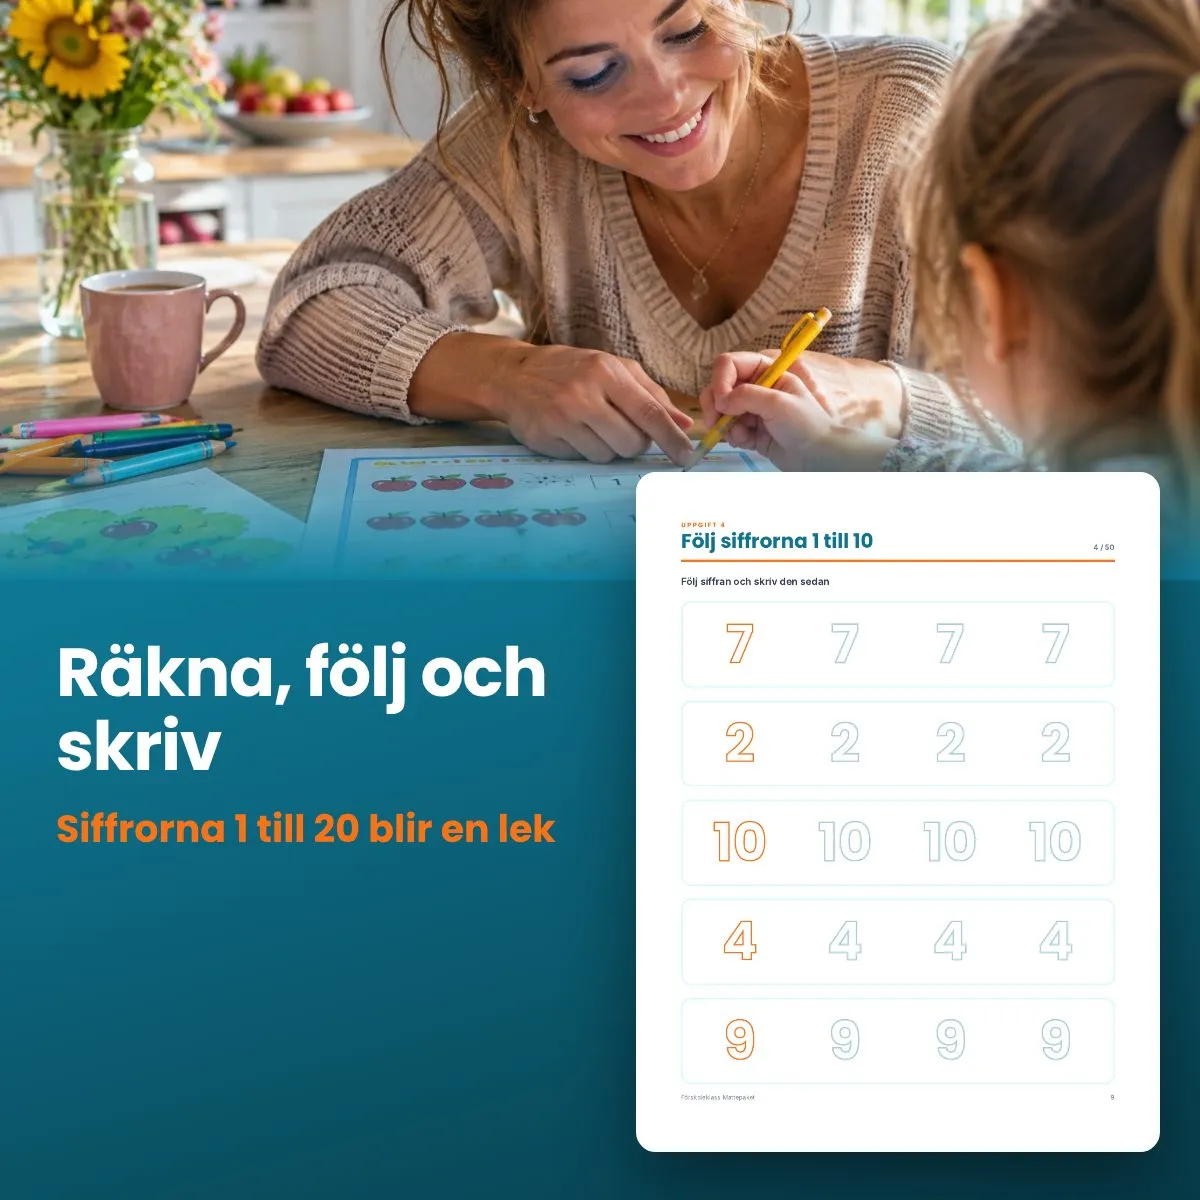 Räkna, följ och
skriv
Siffrorna 1 till 20 blir en lek
UPPGIFT 4
Följ siffrorna 1 till 10
4 / 50
Följ siffran och skriv den sedan
7 7 7 7
2 2 2 2
10 10 10 10
4 4 4 4
9 9 9 9
Förskoleklass Mattepaket
9